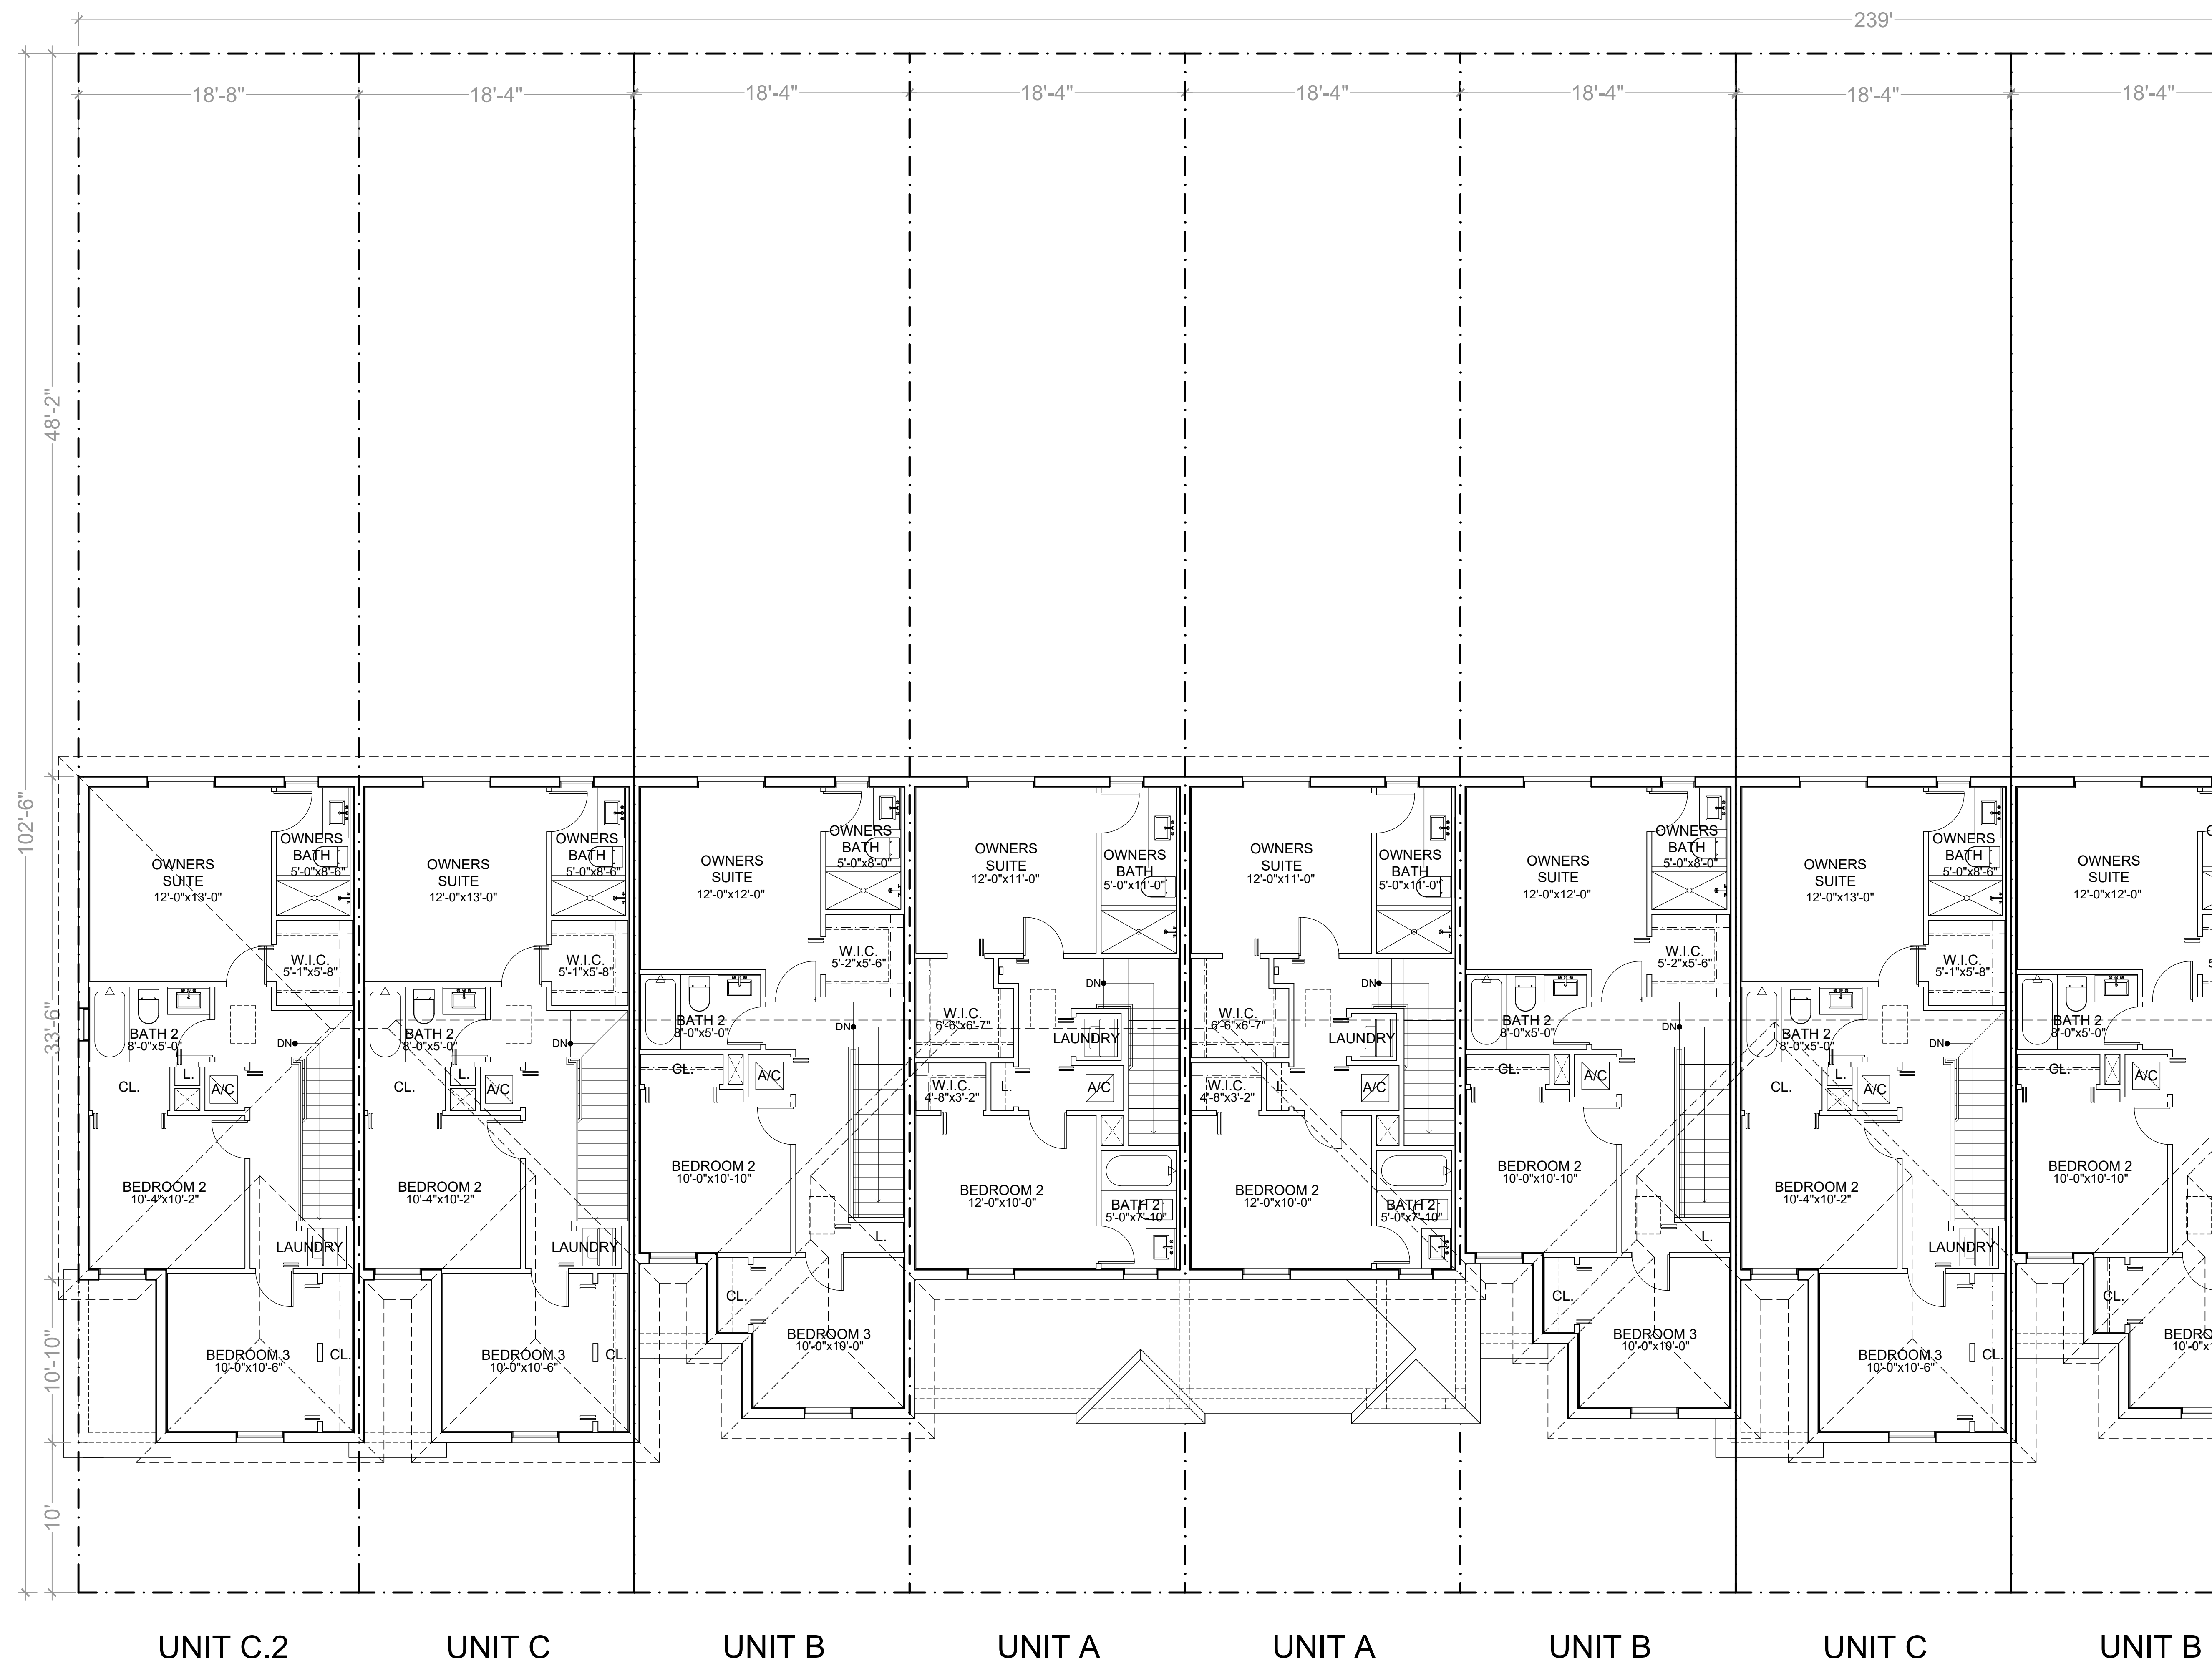 239'
18'-8"
18'-4"
18'-4"
18'-4"
18'-4"
18'-4"
18'-4"
18'-4"
102'-6"
48'-2"
33'-6"
10'-10"
10'
OWNERS
SUITE
12'-0"x13'-0"
OWNERS
BATH
5'-0"x8'-6"
W.I.C.
5'-1"x5'-8"
BATH 2
8'-0"x5'-0"
DN
CL.
L.
A/C
BEDROOM 2
10'-4"x10'-2"
LAUNDRY
BEDROOM 3
10'-0"x10'-6"
CL.
OWNERS
SUITE
12'-0"x13'-0"
OWNERS
BATH
5'-0"x8'-6"
W.I.C.
5'-1"x5'-8"
BATH 2
8'-0"x5'-0"
DN
CL.
L.
A/C
BEDROOM 2
10'-4"x10'-2"
LAUNDRY
BEDROOM 3
10'-0"x10'-6"
CL.
OWNERS
SUITE
12'-0"x12'-0"
OWNERS
BATH
5'-0"x8'-0"
W.I.C.
5'-2"x5'-6"
BATH 2
8'-0"x5'-0"
DN
CL.
A/C
BEDROOM 2
10'-0"x10'-10"
L.
CL.
BEDROOM 3
10'-0"x10'-0"
OWNERS
SUITE
12'-0"x11'-0"
OWNERS
BATH
5'-0"x11'-0"
DN
W.I.C.
6'-6"x6'-7"
LAUNDRY
W.I.C.
4'-8"x3'-2"
L.
A/C
BEDROOM 2
12'-0"x10'-0"
BATH 2
5'-0"x7'-10"
OWNERS
SUITE
12'-0"x11'-0"
OWNERS
BATH
5'-0"x11'-0"
DN
W.I.C.
6'-6"x6'-7"
LAUNDRY
W.I.C.
4'-8"x3'-2"
L.
A/C
BEDROOM 2
12'-0"x10'-0"
BATH 2
5'-0"x7'-10"
OWNERS
SUITE
12'-0"x12'-0"
OWNERS
BATH
5'-0"x8'-0"
W.I.C.
5'-2"x5'-6"
BATH 2
8'-0"x5'-0"
DN
CL.
A/C
BEDROOM 2
10'-0"x10'-10"
L.
CL.
BEDROOM 3
10'-0"x10'-0"
OWNERS
SUITE
12'-0"x13'-0"
OWNERS
BATH
5'-0"x8'-6"
W.I.C.
5'-1"x5'-8"
BATH 2
8'-0"x5'-0"
DN
CL.
L.
A/C
BEDROOM 2
10'-4"x10'-2"
LAUNDRY
BEDROOM 3
10'-0"x10'-6"
CL.
OWNERS
SUITE
12'-0"x12'-0"
BATH 2
8'-0"x5'-0"
CL.
A/C
BEDROOM 2
10'-0"x10'-10"
CL.
UNIT C.2
UNIT C
UNIT B
UNIT A
UNIT A
UNIT B
UNIT C
UNIT B